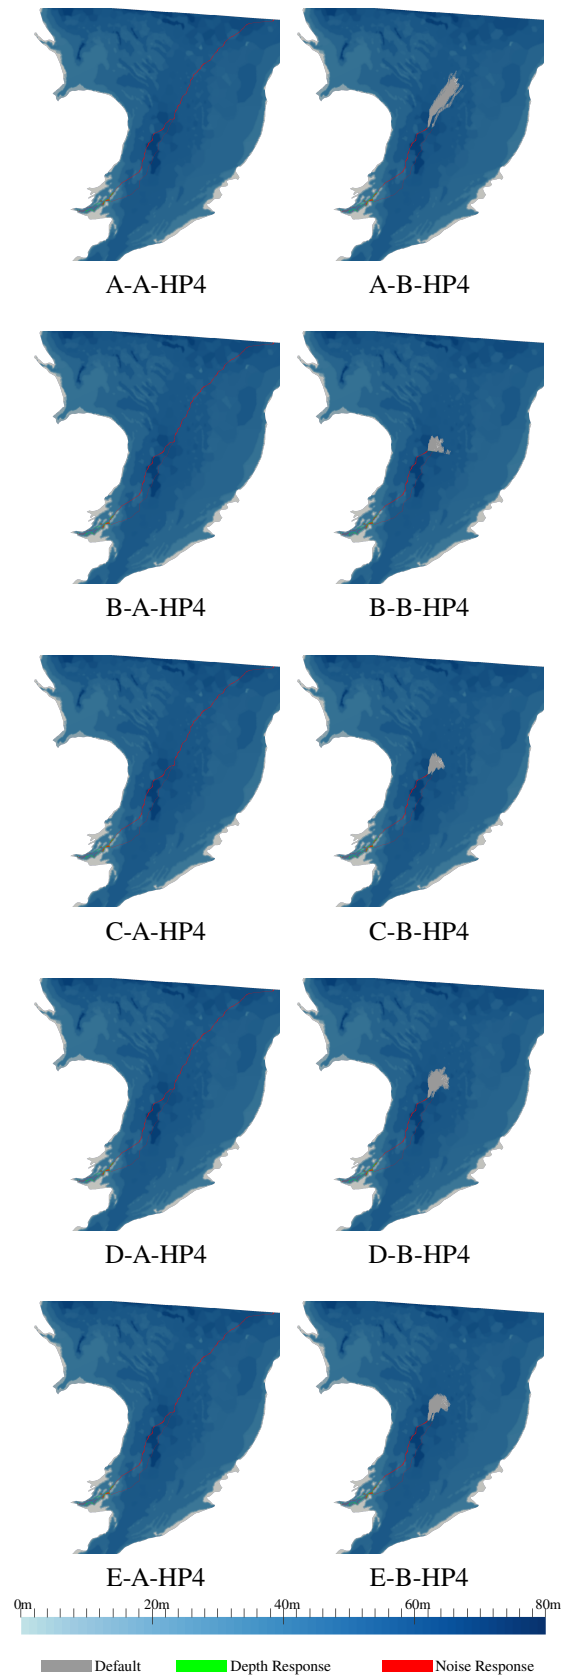 A-A-HP4 A-B-HP4
B-A-HP4 B-B-HP4
C-A-HP4 C-B-HP4
D-A-HP4 D-B-HP4
E-A-HP4 E-B-HP4
0m 20m 40m 60m 80m
Default Depth Response Noise Response